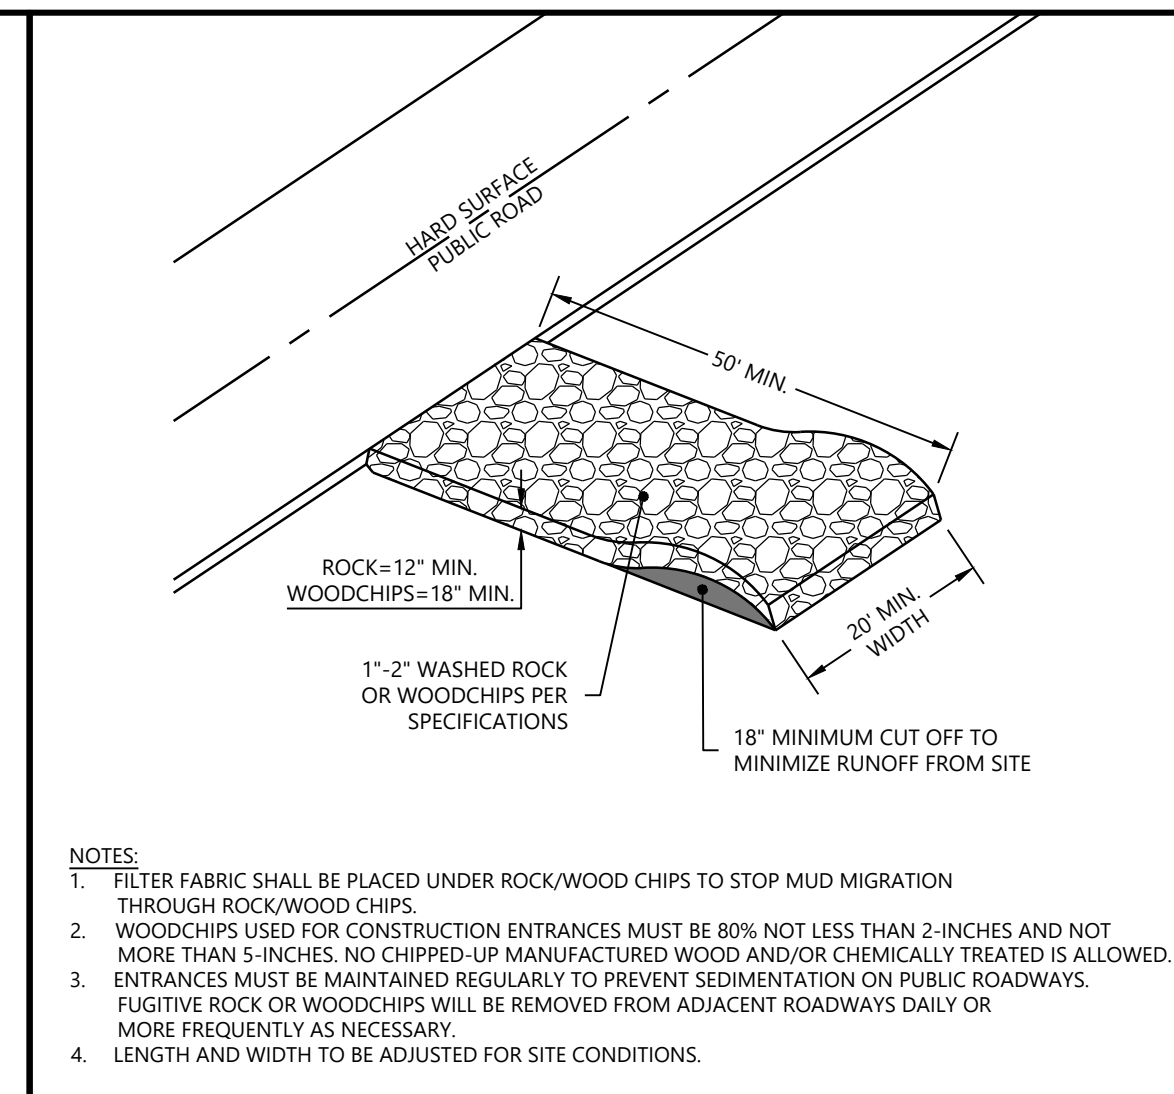 HARD SURFACE
PUBLIC ROAD
50' MIN.
ROCK=12" MIN.
WOODCHIPS=18" MIN.
20' MIN.
WIDTH
1"-2" WASHED ROCK
OR WOODCHIPS PER
SPECIFICATIONS
18" MINIMUM CUT OFF TO
MINIMIZE RUNOFF FROM SITE
NOTES:
1. FILTER FABRIC SHALL BE PLACED UNDER ROCK/WOOD CHIPS TO STOP MUD MIGRATION
THROUGH ROCK/WOOD CHIPS.
2. WOODCHIPS USED FOR CONSTRUCTION ENTRANCES MUST BE 80% NOT LESS THAN 2-INCHES AND NOT
MORE THAN 5-INCHES. NO CHIPPED-UP MANUFACTURED WOOD AND/OR CHEMICALLY TREATED IS ALLOWED.
3. ENTRANCES MUST BE MAINTAINED REGULARLY TO PREVENT SEDIMENTATION ON PUBLIC ROADWAYS.
FUGITIVE ROCK OR WOODCHIPS WILL BE REMOVED FROM ADJACENT ROADWAYS DAILY OR
MORE FREQUENTLY AS NECESSARY.
4. LENGTH AND WIDTH TO BE ADJUSTED FOR SITE CONDITIONS.